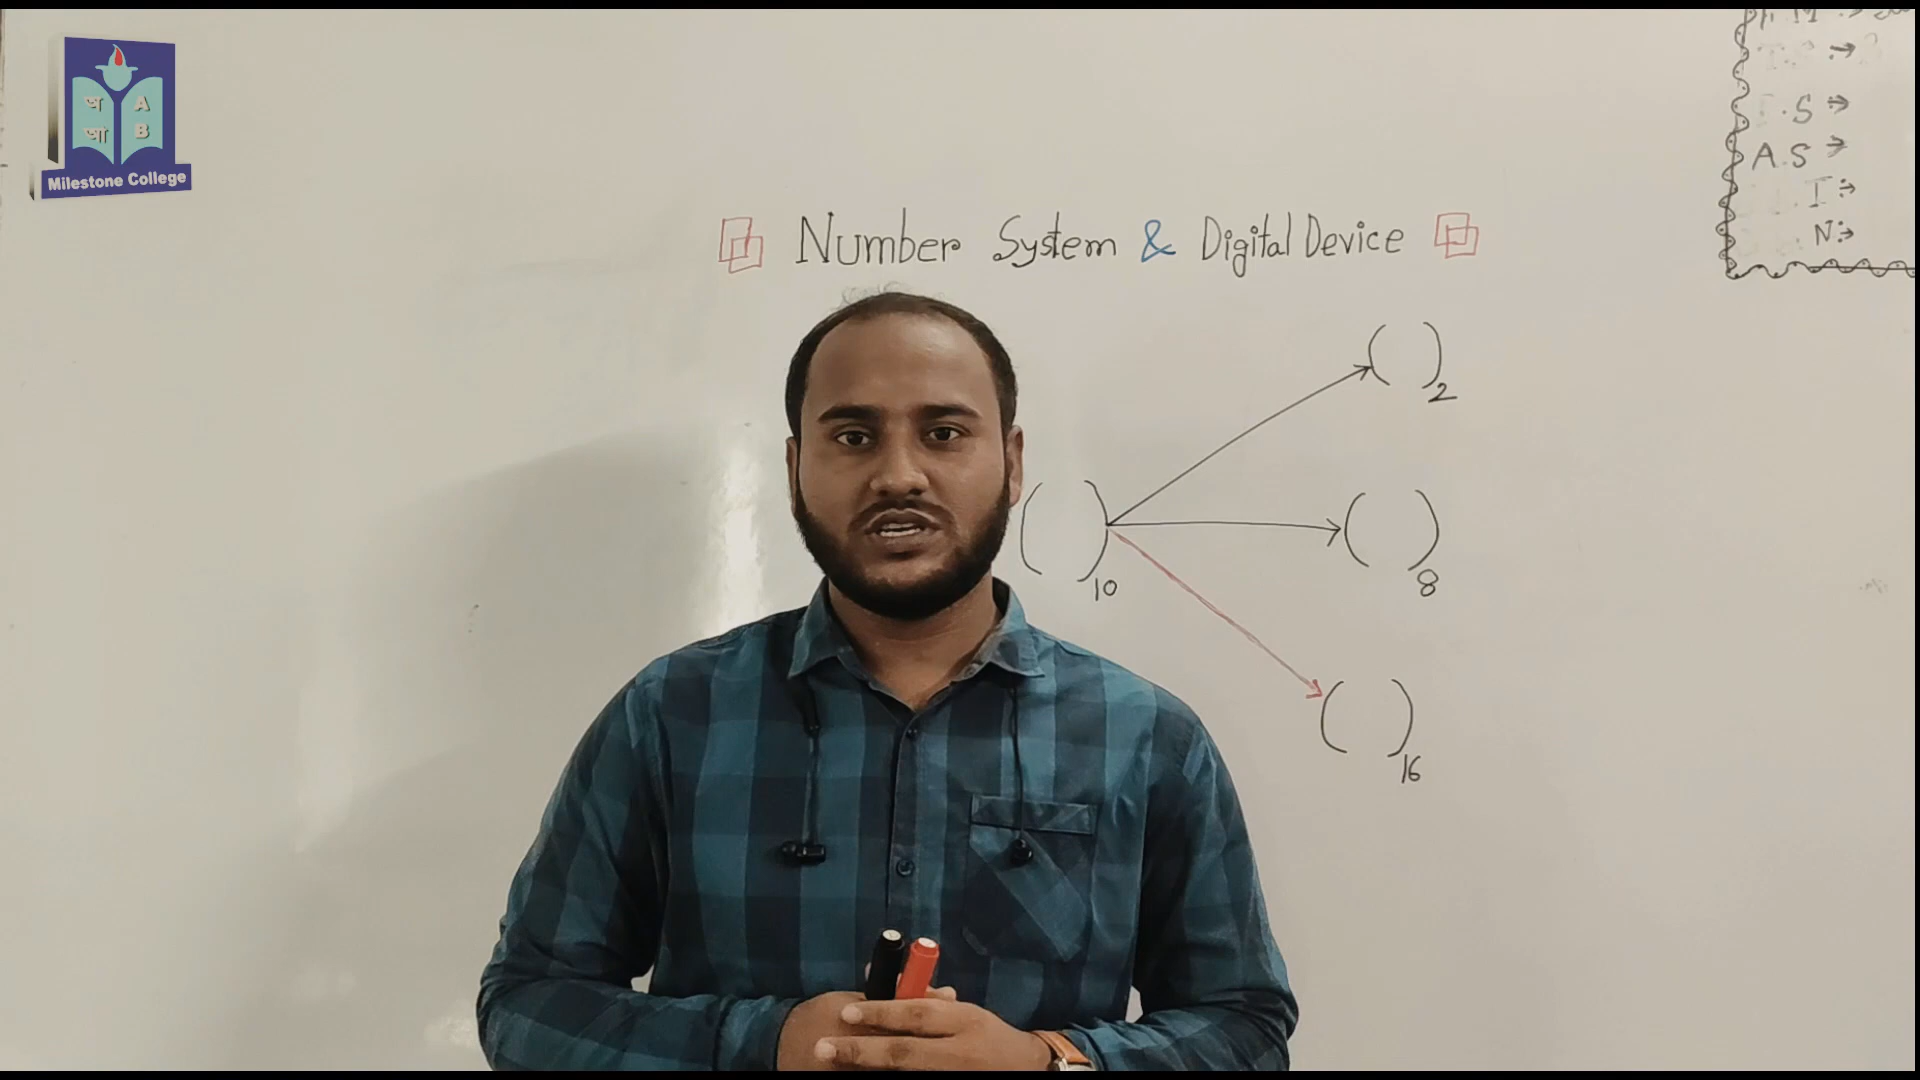 অ A
আ B
Milestone College
Number System & Digital Device
( )2
( )10
( )8
( )16
.S →
A.S →
I →
N →